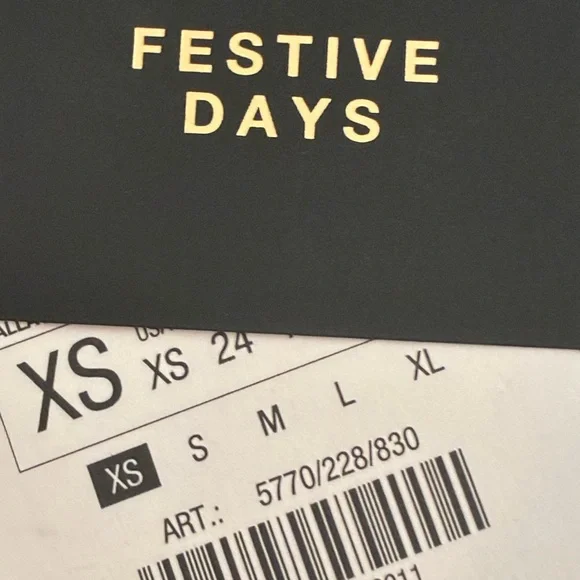 FESTIVE
DAYS
XS XS 24
XS S M L XL
ART.: 5770/228/830